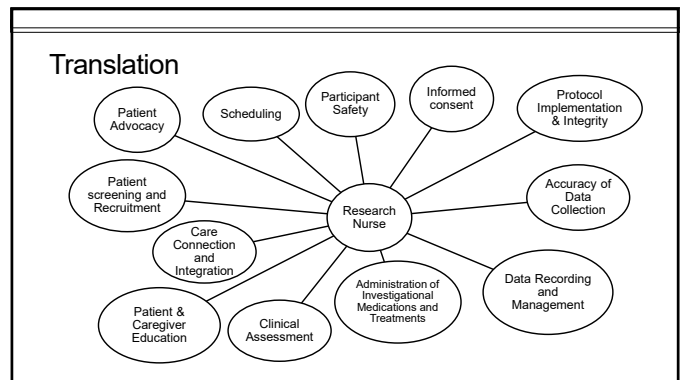 Translation
Patient
Advocacy
Scheduling
Participant
Safety
Informed
consent
Protocol
Implementation
& Integrity
Patient
screening and
Recruitment
Research
Nurse
Accuracy of
Data
Collection
Care
Connection
and
Integration
Patient &
Caregiver
Education
Clinical
Assessment
Administration of
Investigational
Medications and
Treatments
Data Recording
and
Management